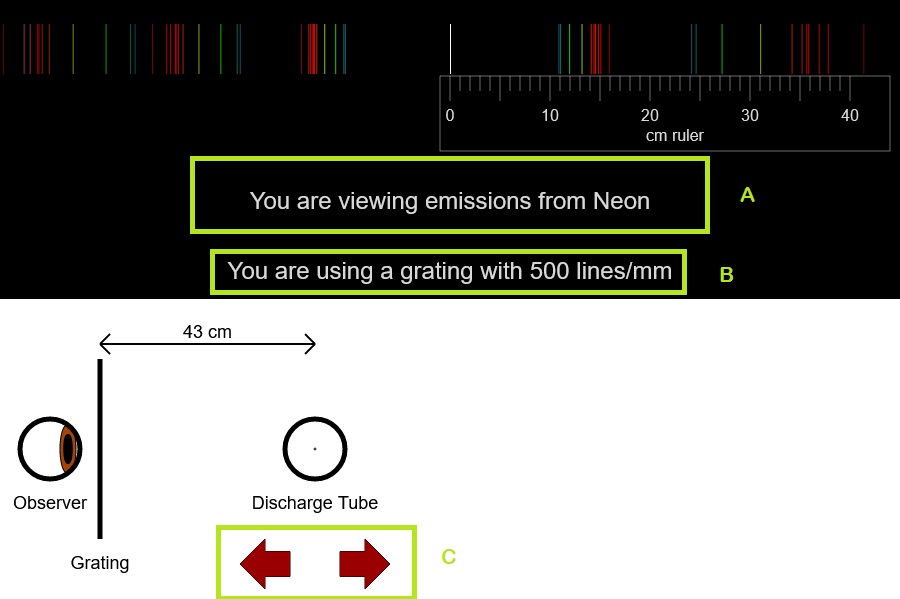 0 10 20 30 40
cm ruler
You are viewing emissions from Neon
A
You are using a grating with 500 lines/mm
B
43 cm
Observer
Discharge Tube
Grating
C